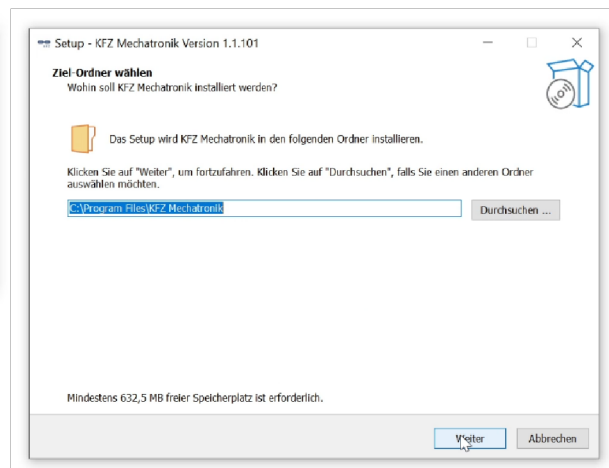 Setup - KFZ Mechatronik Version 1.1.101
Ziel-Ordner wählen
Wohin soll KFZ Mechatronik installiert werden?
Das Setup wird KFZ Mechatronik in den folgenden Ordner installieren.
Klicken Sie auf "Weiter", um fortzufahren. Klicken Sie auf "Durchsuchen", falls Sie einen anderen Ordner
auswählen möchten.
C:\Program Files\KFZ Mechatronik
Durchsuchen ...
Mindestens 632,5 MB freier Speicherplatz ist erforderlich.
Weiter
Abbrechen